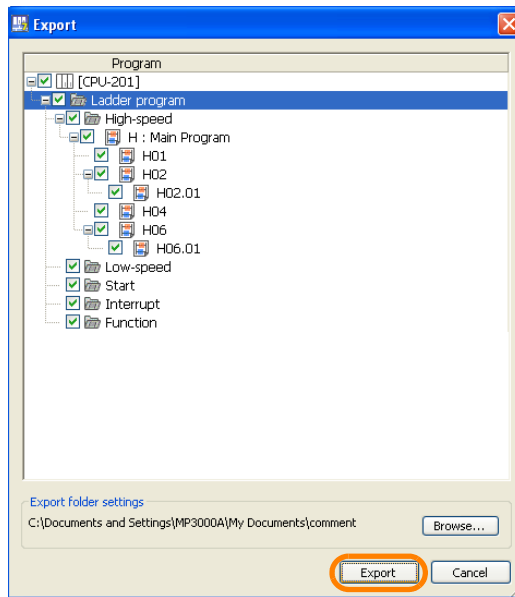 Export
Program
[CPU-201]
Ladder program
High-speed
H : Main Program
H01
H02
H02.01
H04
H06
H06.01
Low-speed
Start
Interrupt
Function
Export folder settings
C:\Documents and Settings\MP3000A\My Documents\comment
Browse...
Export
Cancel